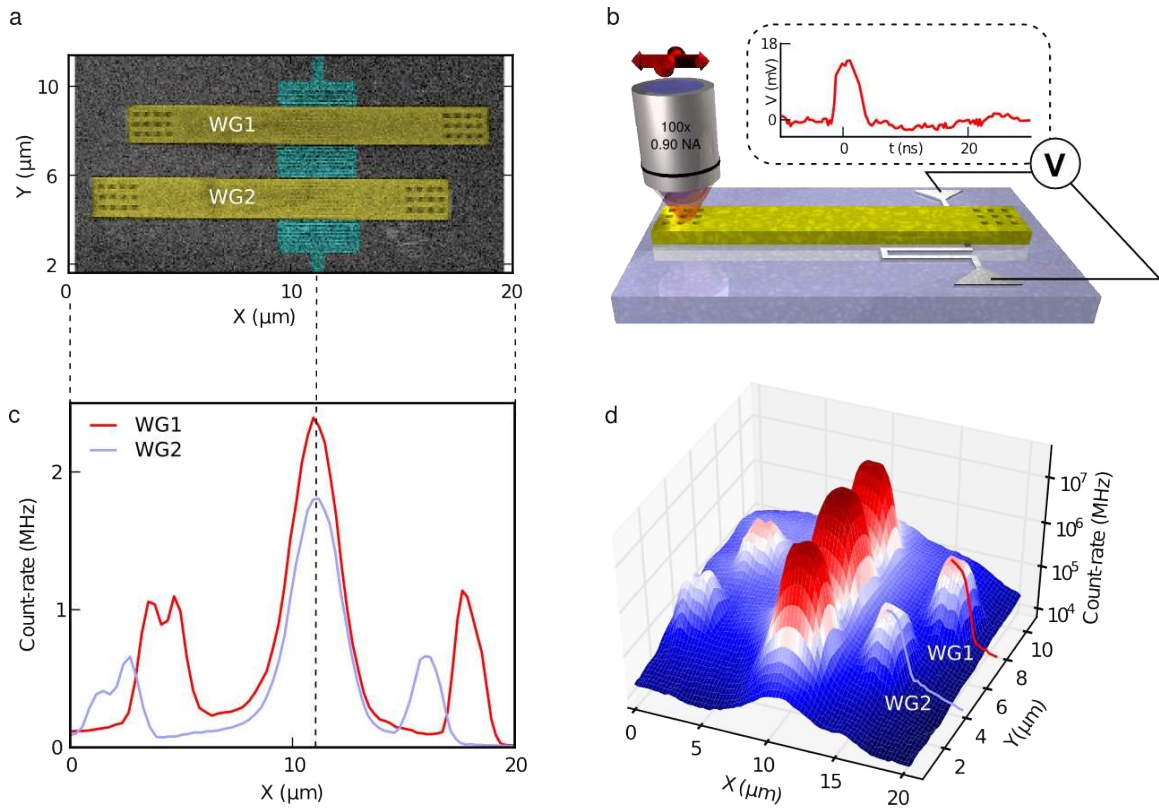 a
Y (μm)
10
6
2
WG1
WG2
0
10
20
X (μm)
b
100x
0.90 NA
V (mV)
18
0
0
20
t (ns)
V
c
WG1
WG2
Count-rate (MHz)
2
1
0
0
10
20
X (μm)
d
10⁷
10⁶
10⁵
10⁴
Count-rate (MHz)
WG1
WG2
10
8
6
4
2
Y(μm)
0
5
10
15
20
X (μm)